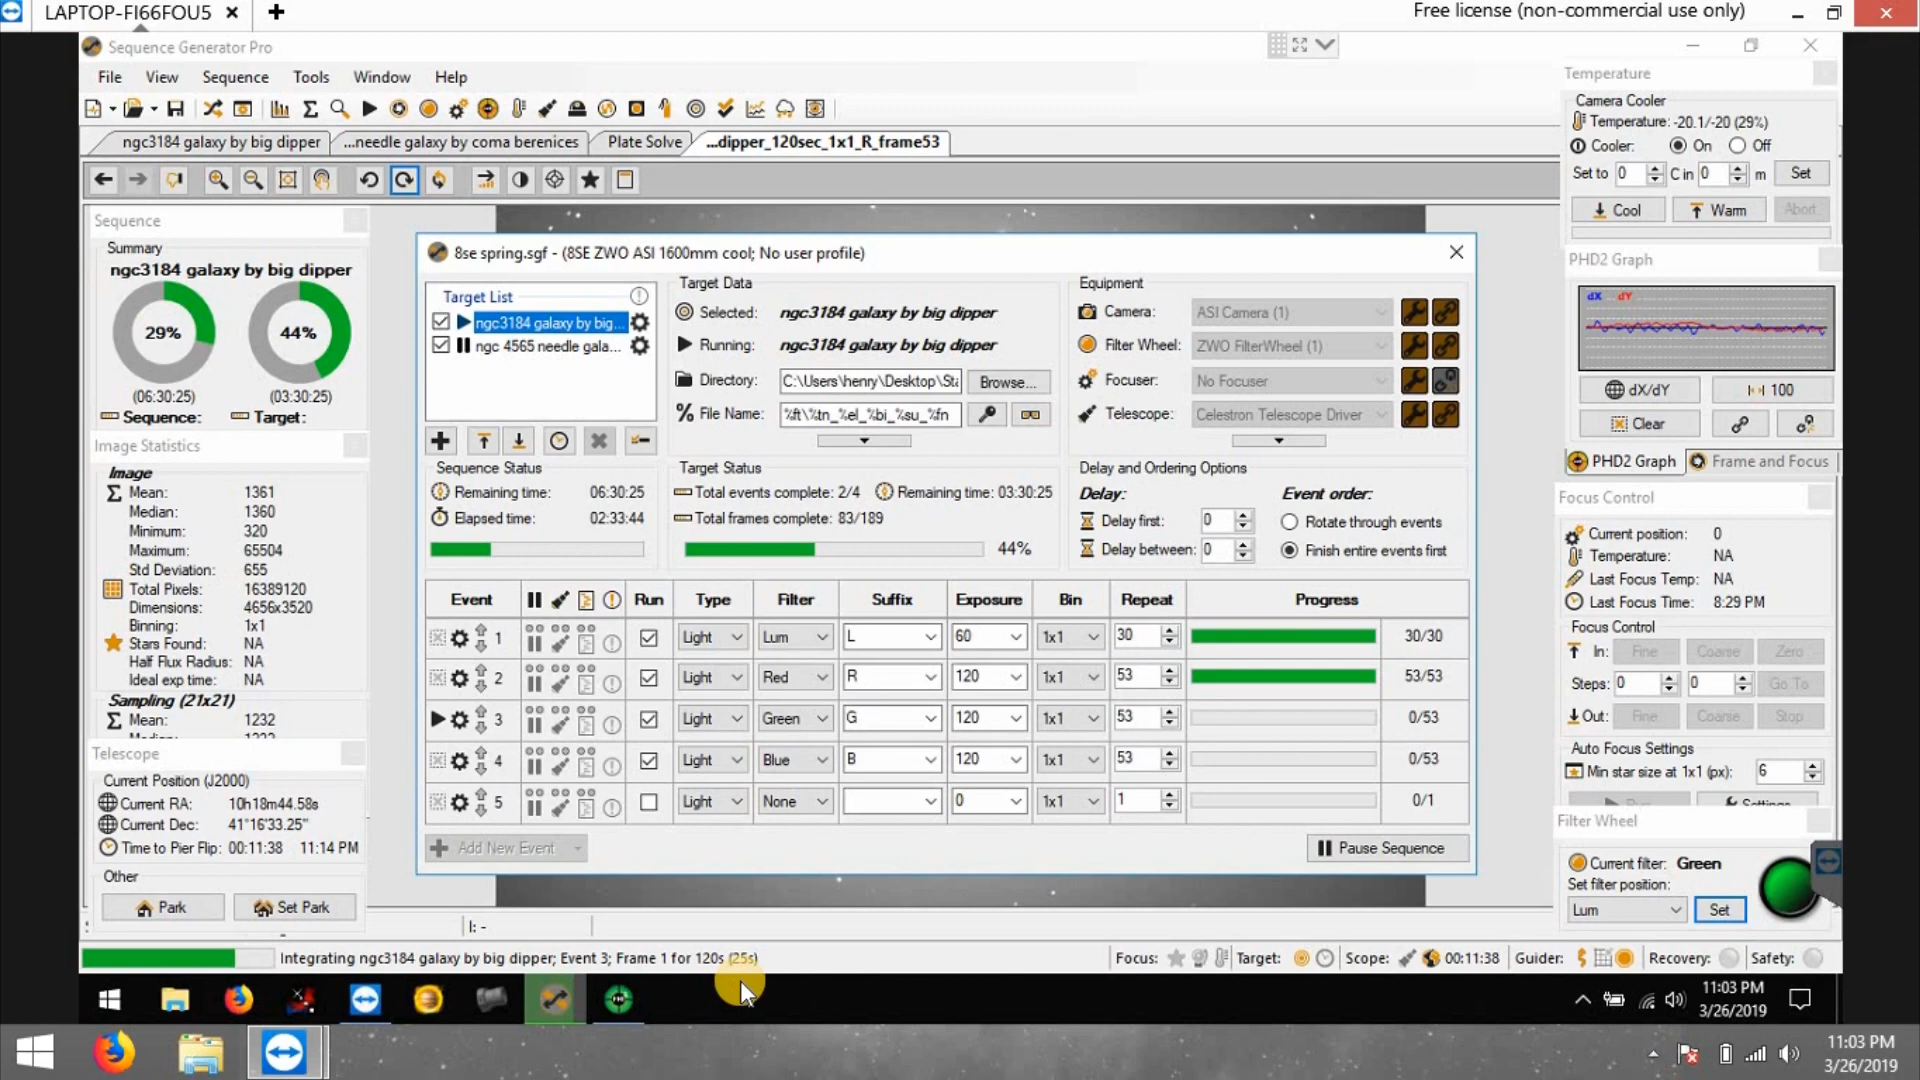 LAPTOP-FI66FOU5
Free license (non-commercial use only)
Sequence Generator Pro
File View Sequence Tools Window Help
ngc3184 galaxy by big dipper
...needle galaxy by coma berenices
Plate Solve
...dipper_120sec_1x1_R_frame53
Sequence
Summary
ngc3184 galaxy by big dipper
29% 44%
(06:30:25) (03:30:25)
Sequence: Target:
Image Statistics
Image
Mean: 1361
Median: 1360
Minimum: 320
Maximum: 65504
Std Deviation: 655
Total Pixels: 16389120
Dimensions: 4656x3520
Binning: 1x1
Stars Found: NA
Half Flux Radius: NA
Ideal exp time: NA
Sampling (21x21)
Mean: 1232
Telescope
Current Position (J2000)
Current RA: 10h18m44.58s
Current Dec: 41°16'33.25"
Time to Pier Flip: 00:11:38 11:14 PM
Other
Park Set Park
8se spring.sgf - (8SE ZWO ASI 1600mm cool; No user profile)
Target List
ngc3184 galaxy by big...
ngc 4565 needle gala...
Target Data
Selected: ngc3184 galaxy by big dipper
Running: ngc3184 galaxy by big dipper
Directory: C:\Users\henry\Desktop\Sta Browse...
File Name: %ft\%tn_%el_%bi_%su_%fn
Equipment
Camera: ASI Camera (1)
Filter Wheel: ZWO FilterWheel (1)
Focuser: No Focuser
Telescope: Celestron Telescope Driver
Sequence Status
Remaining time: 06:30:25
Elapsed time: 02:33:44
Target Status
Total events complete: 2/4 Remaining time: 03:30:25
Total frames complete: 83/189
44%
Delay and Ordering Options
Delay: Event order:
Delay first: 0 Rotate through events
Delay between: 0 Finish entire events first
Event Run Type Filter Suffix Exposure Bin Repeat Progress
1 Light Lum L 60 1x1 30 30/30
2 Light Red R 120 1x1 53 53/53
3 Light Green G 120 1x1 53 0/53
4 Light Blue B 120 1x1 53 0/53
5 Light None 0 1x1 1 0/1
Add New Event Pause Sequence
I: -
Temperature
Camera Cooler
Temperature: -20.1/-20 (29%)
Cooler: On Off
Set to 0 C in 0 m Set
Cool Warm Abort
PHD2 Graph
dX dY
dX/dY 100
Clear
PHD2 Graph Frame and Focus
Focus Control
Current position: 0
Temperature: NA
Last Focus Temp: NA
Last Focus Time: 8:29 PM
Focus Control
In: Fine Coarse Zero
Steps: 0 0 Go To
Out: Fine Coarse Stop
Auto Focus Settings
Min star size at 1x1 (px): 6
Settings
Filter Wheel
Current filter: Green
Set filter position:
Lum Set
Integrating ngc3184 galaxy by big dipper; Event 3; Frame 1 for 120s (25s)
Focus: Target: Scope: 00:11:38 Guider: Recovery: Safety:
11:03 PM
3/26/2019
11:03 PM
3/26/2019